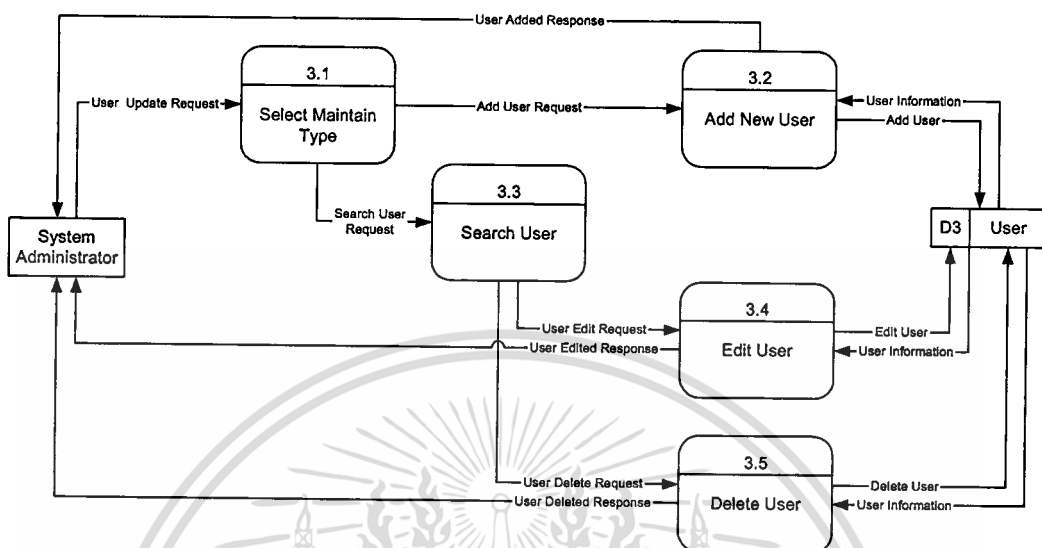 User Added Response
3.1
Select Maintain
Type
User Update Request
Add User Request
3.2
Add New User
User Information
Add User
Search User
Request
3.3
Search User
System
Administrator
D3
User
User Edit Request
User Edited Response
3.4
Edit User
Edit User
User Information
User Delete Request
User Deleted Response
3.5
Delete User
Delete User
User Information